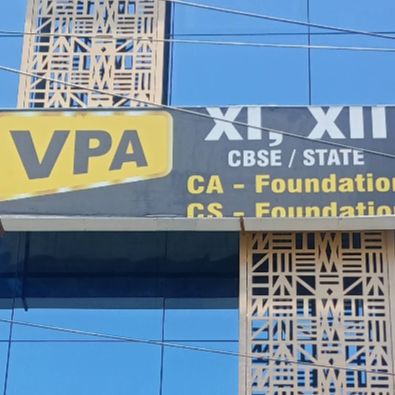 VPA
XI, XII
CBSE / STATE
CA - Foundation
CS - Foundation